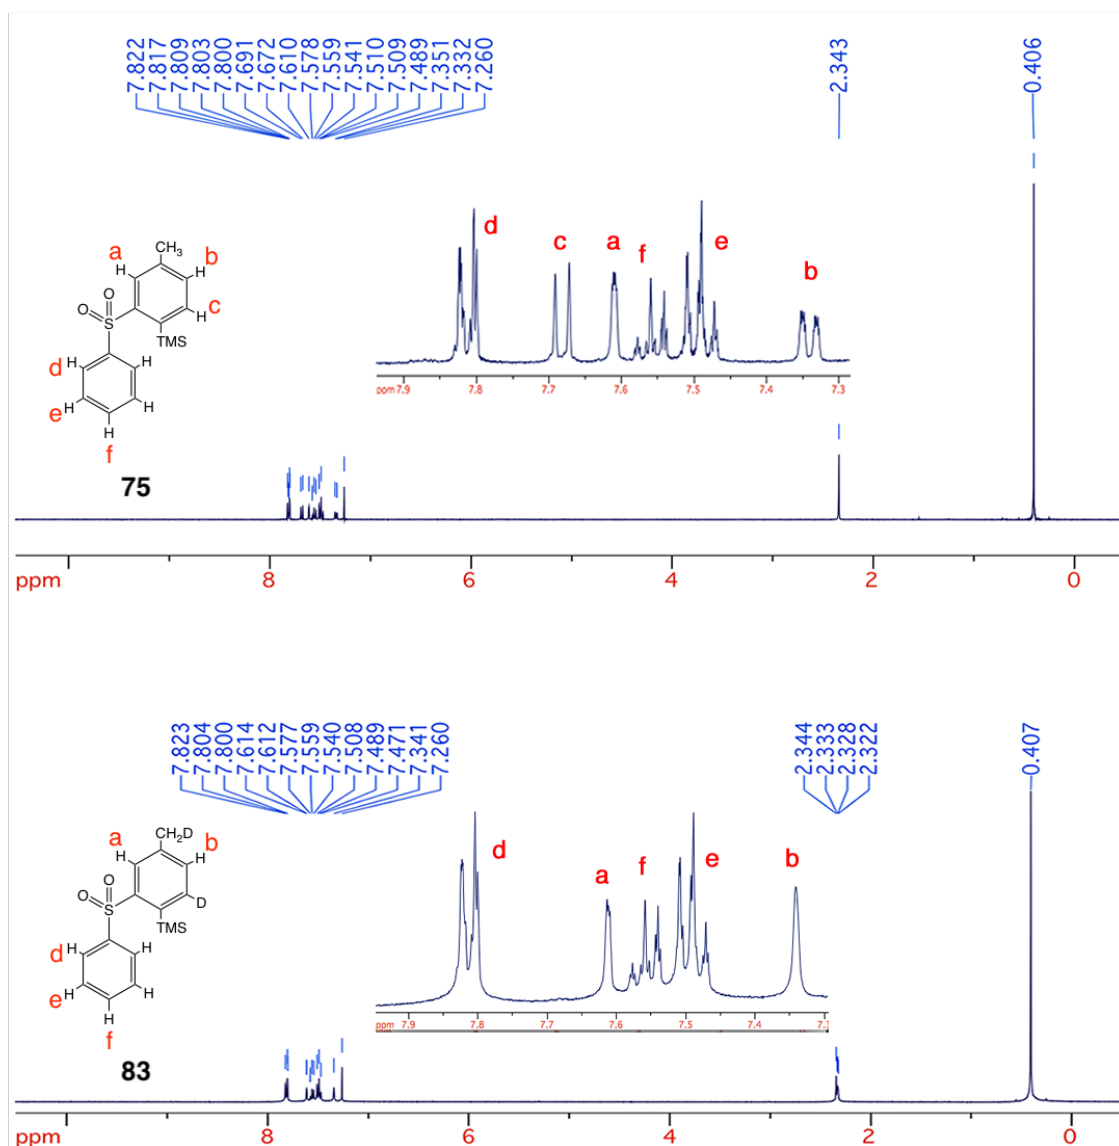 7.822
7.817
7.809
7.803
7.800
7.691
7.672
7.610
7.578
7.559
7.541
7.510
7.509
7.489
7.351
7.332
7.260
2.343
0.406
d
c
a
f
e
b
a
CH3
b
H
H
O
O
S
H
c
TMS
d
H
H
e
H
H
H
f
75
ppm 7.9 7.8 7.7 7.6 7.5 7.4 7.3
ppm 8 6 4 2 0
7.823
7.804
7.800
7.614
7.612
7.577
7.559
7.540
7.508
7.489
7.471
7.341
7.260
2.344
2.333
2.328
2.322
0.407
d
a
f
e
b
a
CH2D
b
H
H
O
O
S
D
TMS
d
H
H
e
H
H
H
f
83
7.9 7.8 7.7 7.6 7.5 7.4
ppm 8 6 4 2 0